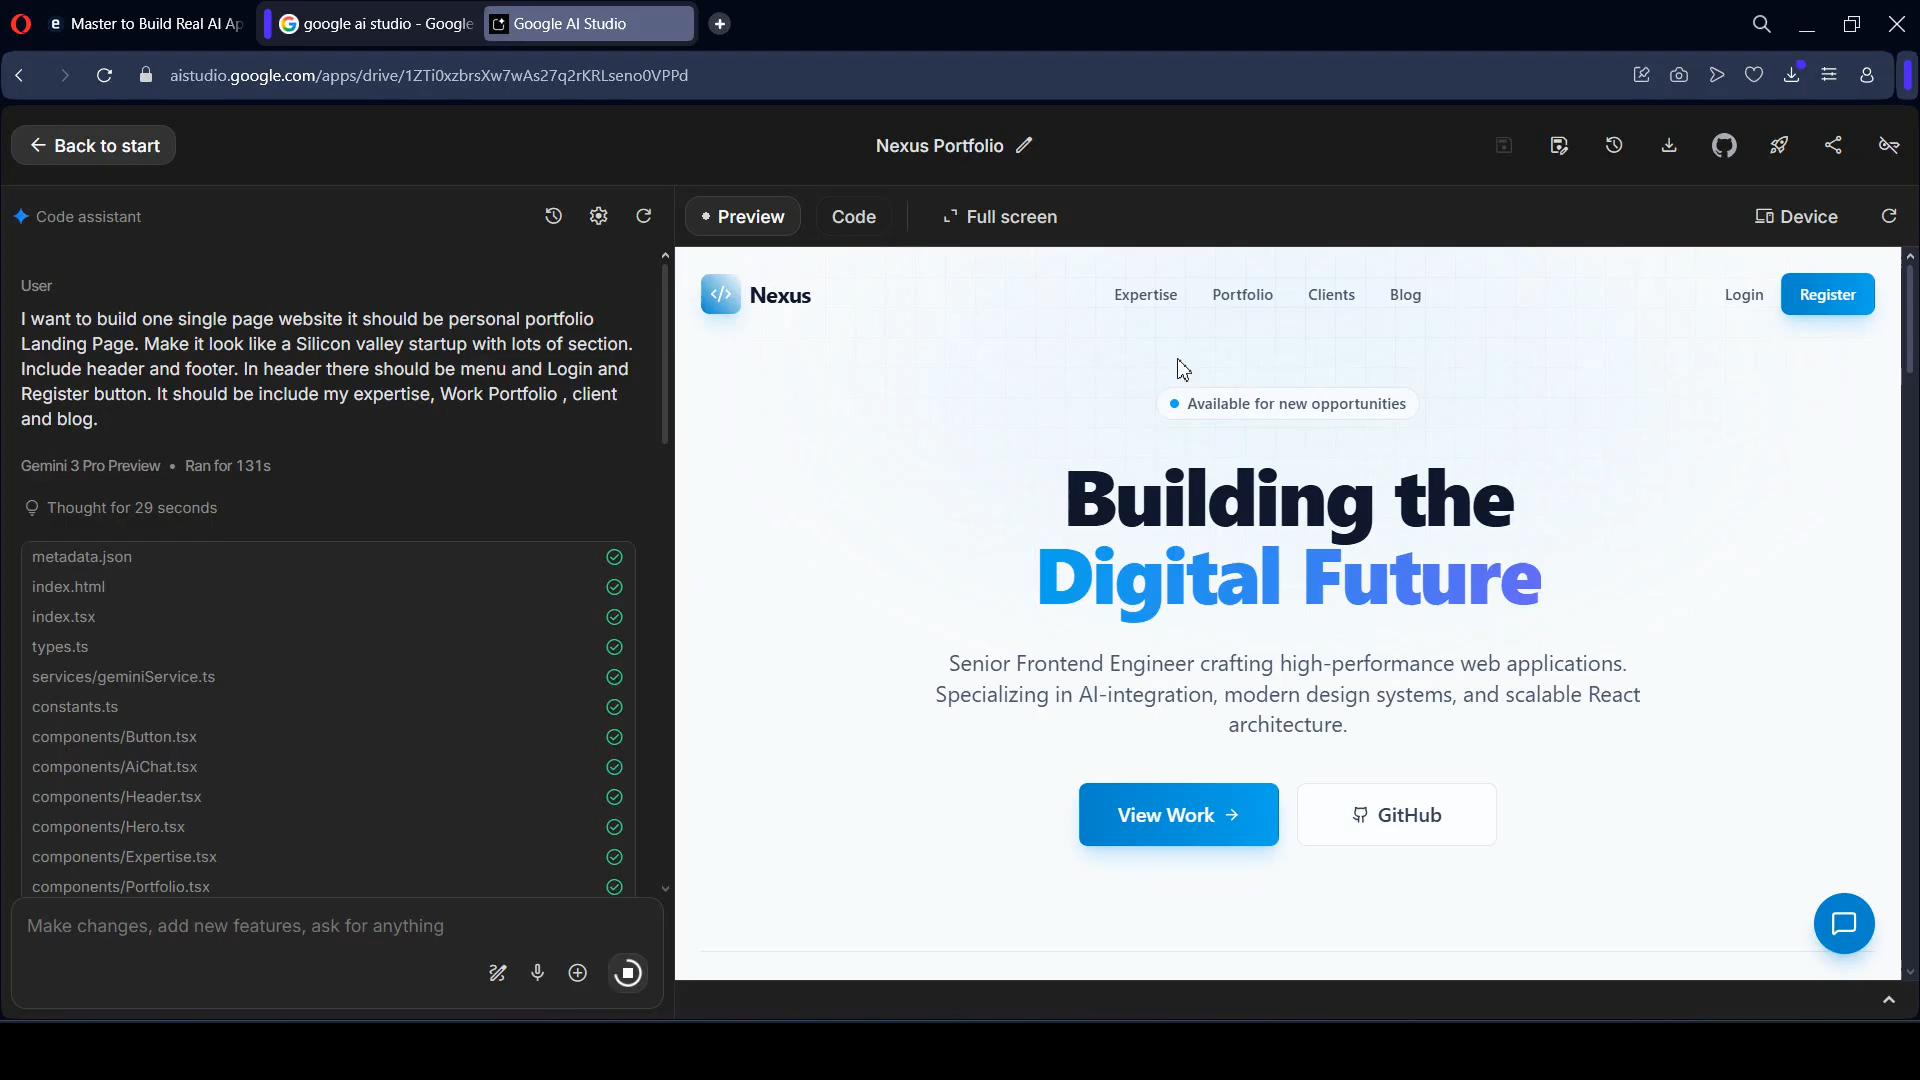 Master to Build Real AI Ap
google ai studio - Google
Google AI Studio
aistudio.google.com/apps/drive/1ZTi0xzbrsXw7wAs27q2rKRLseno0VPPd
Back to start
Nexus Portfolio
Code assistant
Preview
Code
Full screen
Device
User
I want to build one single page website it should be personal portfolio
Landing Page. Make it look like a Silicon valley startup with lots of section.
Include header and footer. In header there should be menu and Login and
Register button. It should be include my expertise, Work Portfolio , client
and blog.
Gemini 3 Pro Preview • Ran for 131s
Thought for 29 seconds
metadata.json
index.html
index.tsx
types.ts
services/geminiService.ts
constants.ts
components/Button.tsx
components/AiChat.tsx
components/Header.tsx
components/Hero.tsx
components/Expertise.tsx
components/Portfolio.tsx
Make changes, add new features, ask for anything
Nexus
Expertise
Portfolio
Clients
Blog
Login
Register
Available for new opportunities
Building the
Digital Future
Senior Frontend Engineer crafting high-performance web applications.
Specializing in AI-integration, modern design systems, and scalable React
architecture.
View Work →
GitHub